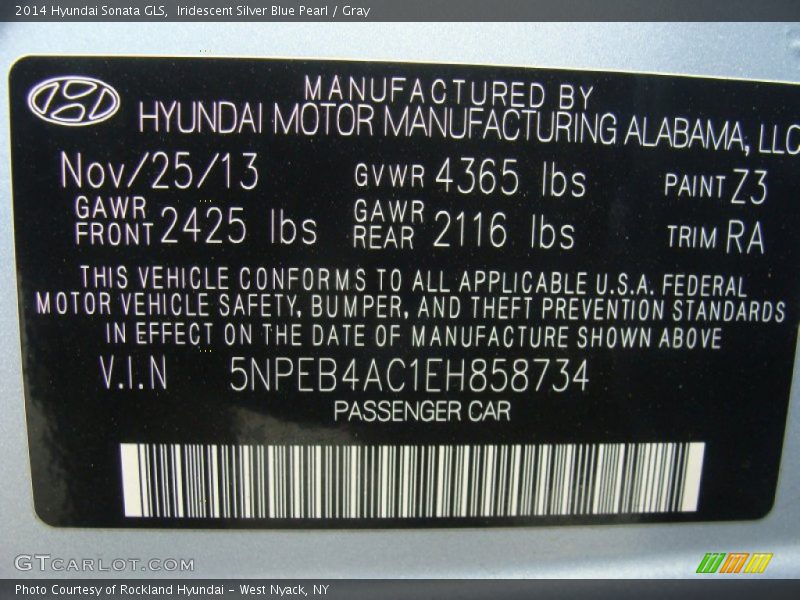 2014 Hyundai Sonata GLS, Iridescent Silver Blue Pearl / Gray
MANUFACTURED BY
HYUNDAI MOTOR MANUFACTURING ALABAMA, LLC
Nov/25/13 GVWR 4365 lbs PAINT Z3
GAWR FRONT 2425 lbs GAWR REAR 2116 lbs TRIM RA
THIS VEHICLE CONFORMS TO ALL APPLICABLE U.S.A. FEDERAL
MOTOR VEHICLE SAFETY, BUMPER, AND THEFT PREVENTION STANDARDS
IN EFFECT ON THE DATE OF MANUFACTURE SHOWN ABOVE
V.I.N 5NPEB4AC1EH858734
PASSENGER CAR
GTCARLOT.COM
Photo Courtesy of Rockland Hyundai - West Nyack, NY